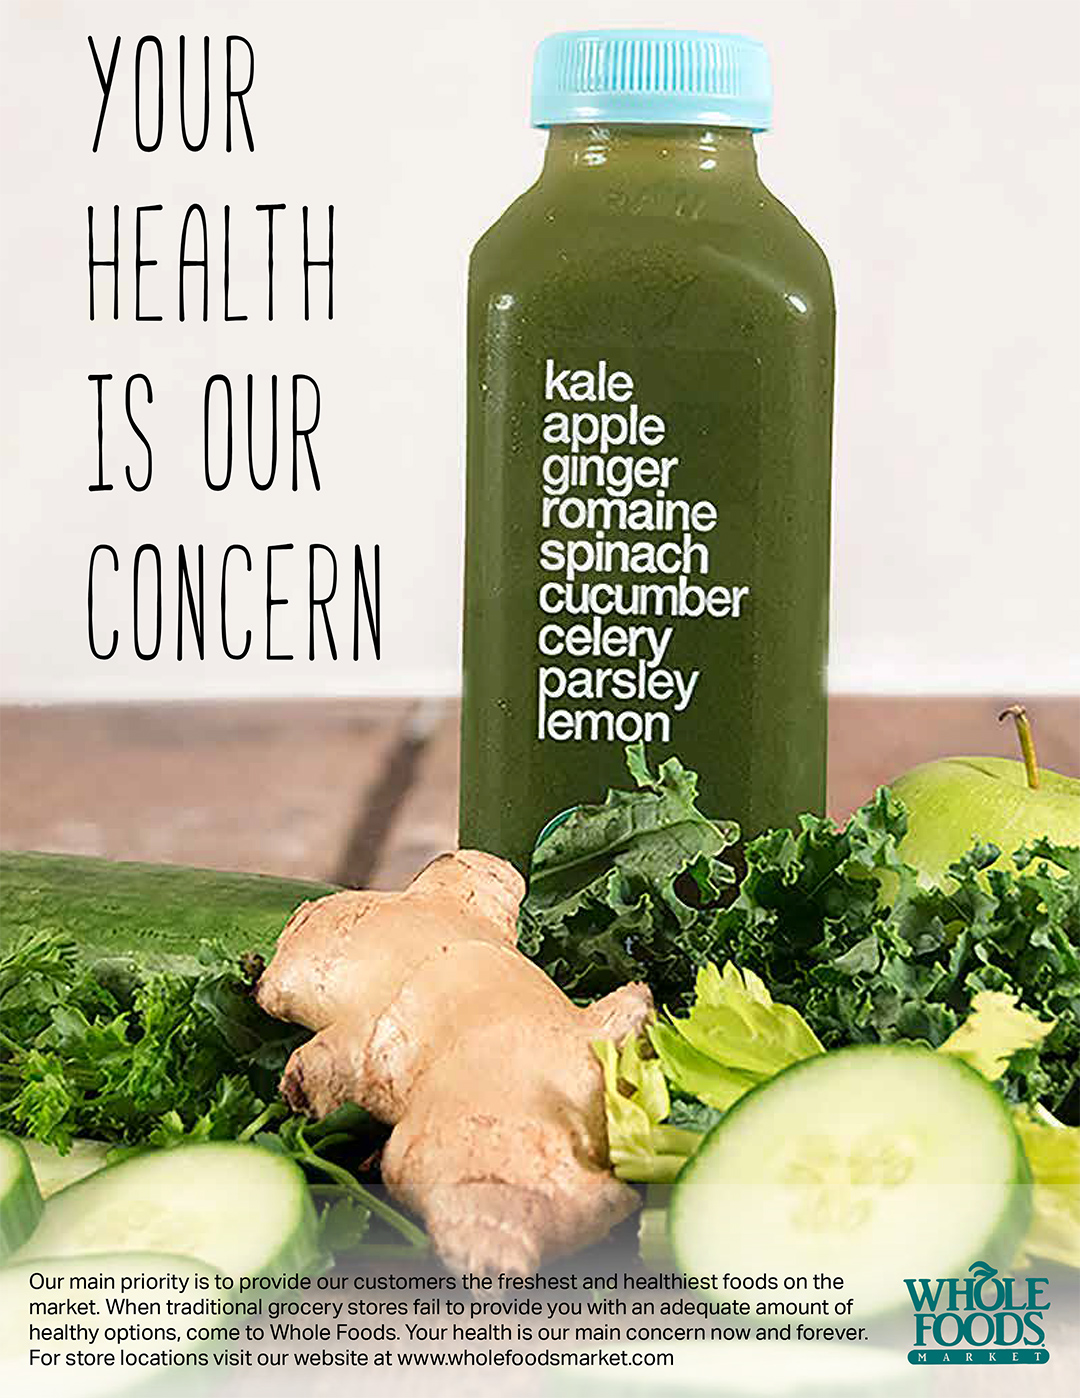 YOUR
HEALTH
IS OUR
CONCERN
kale
apple
ginger
romaine
spinach
cucumber
celery
parsley
lemon
Our main priority is to provide our customers the freshest and healthiest foods on the
market. When traditional grocery stores fail to provide you with an adequate amount of
healthy options, come to Whole Foods. Your health is our main concern now and forever.
For store locations visit our website at www.wholefoodsmarket.com
WHOLE
FOODS
MARKET